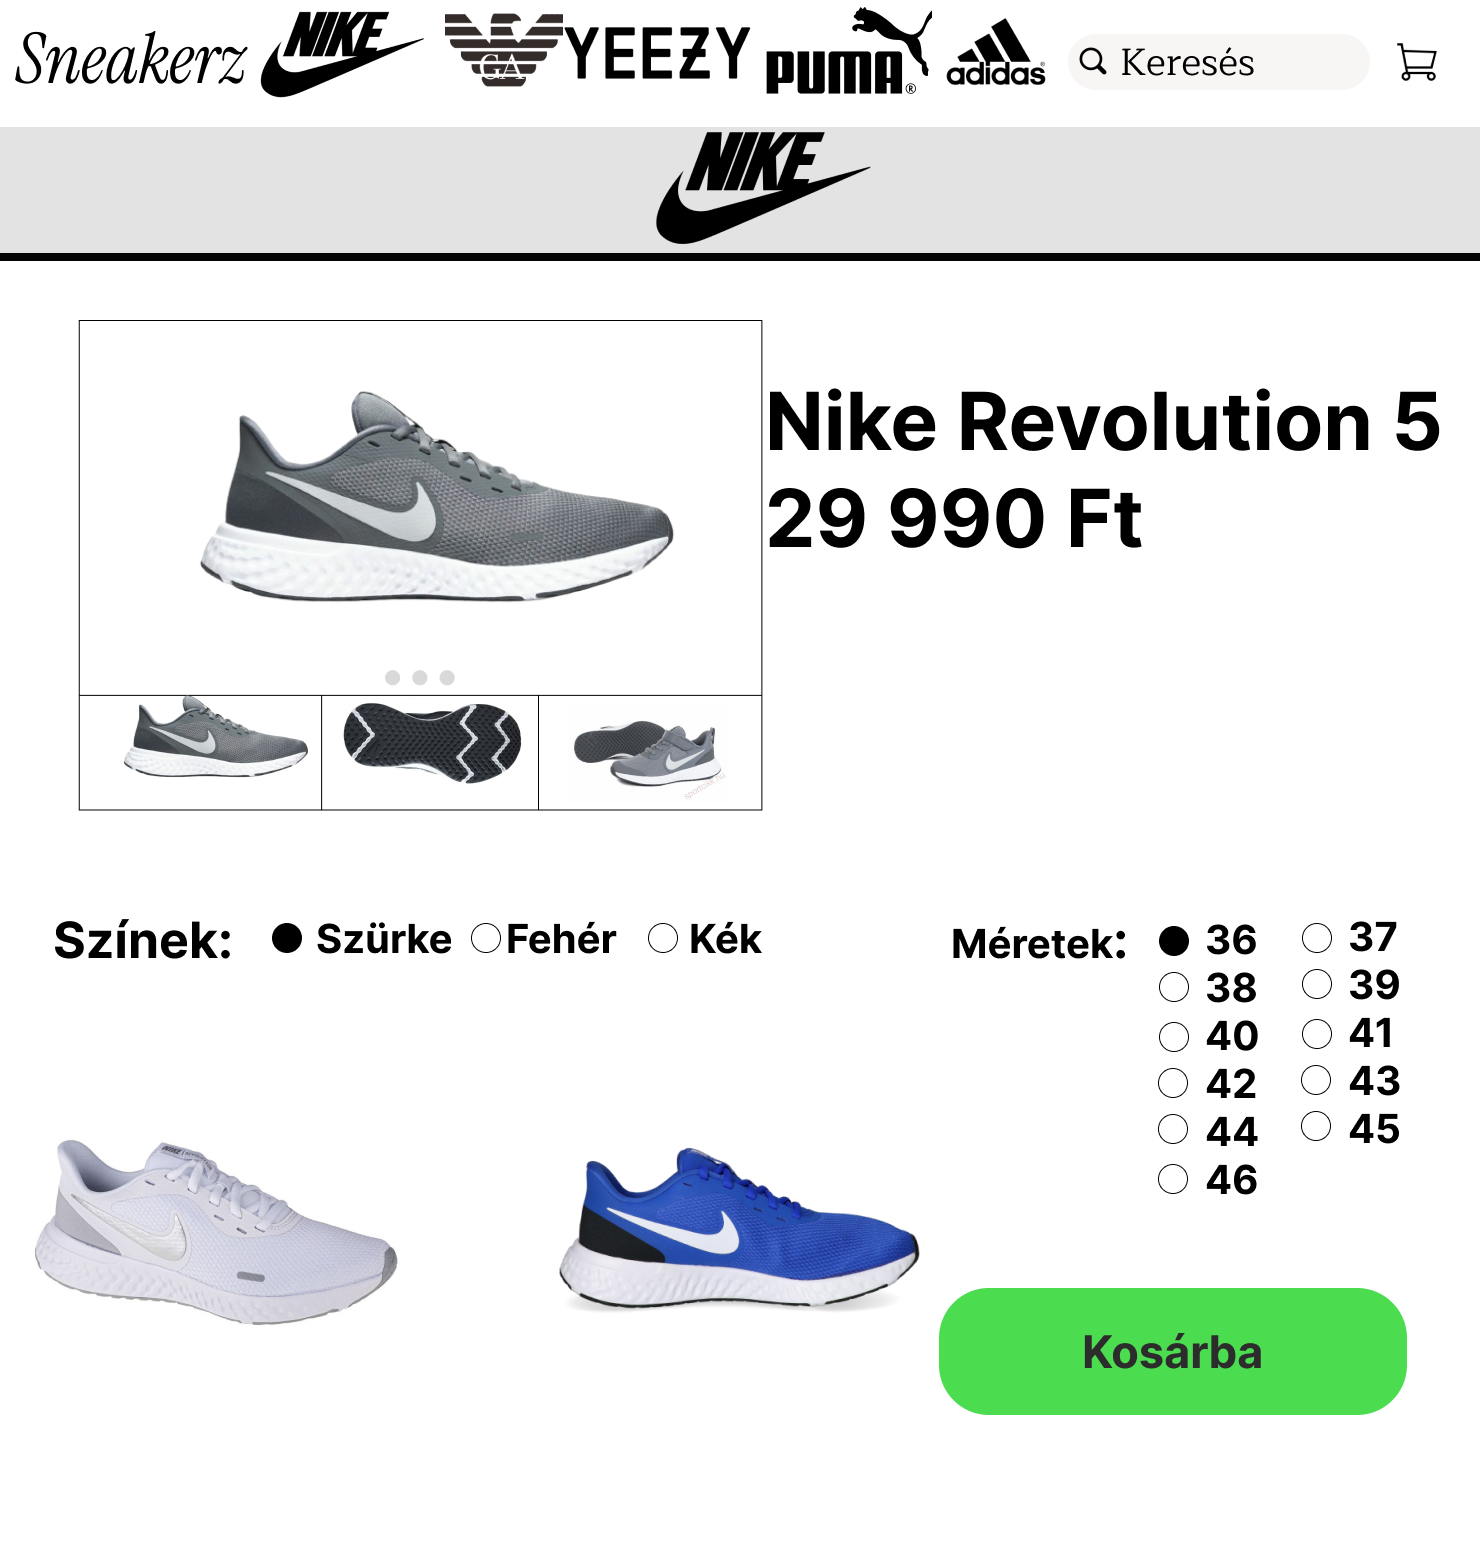 Sneakerz NIKE GA YEEZY PUMA® adidas® Keresés
NIKE
Nike Revolution 5
29 990 Ft
Színek: Szürke Fehér Kék
Méretek: 36 37
38 39
40 41
42 43
44 45
46
NIKE
Kosárba